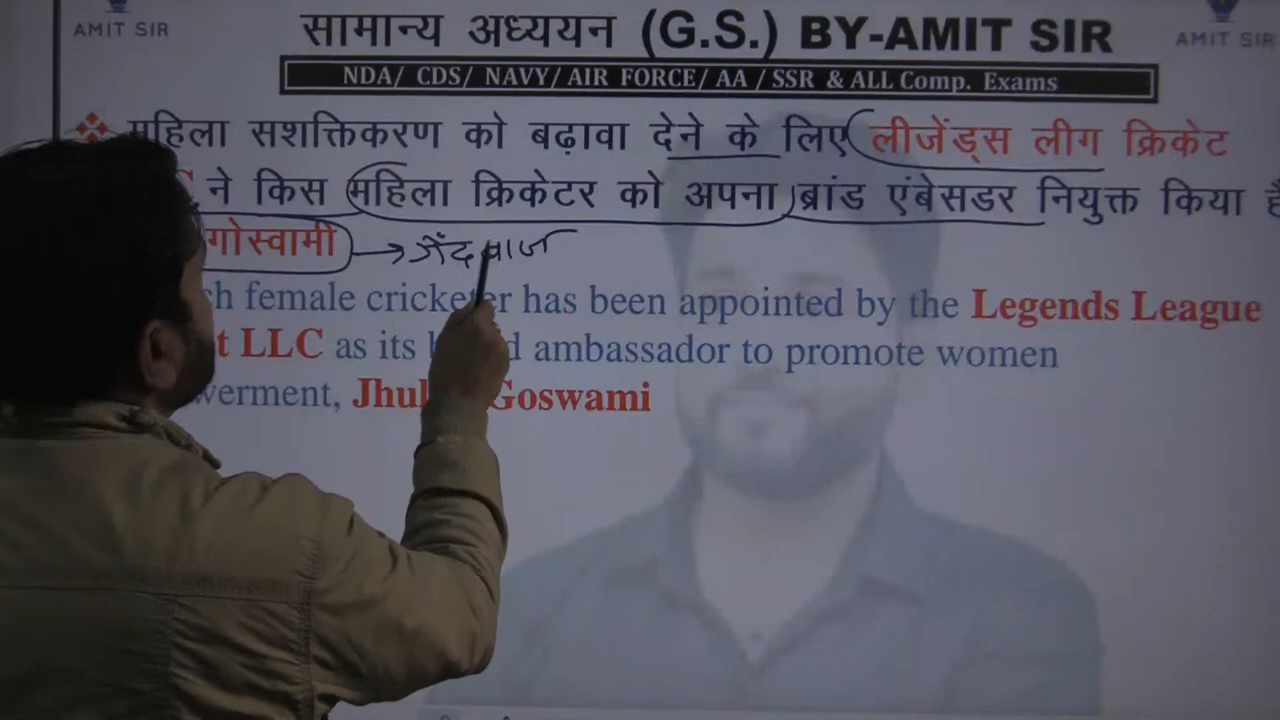 AMIT SIR
सामान्य अध्ययन (G.S.) BY-AMIT SIR
AMIT SIR
NDA/ CDS/ NAVY/ AIR FORCE/ AA / SSR & ALL Comp. Exams
महिला सशक्तिकरण को बढ़ावा देने के लिए लीजेंड्स लीग क्रिकेट
ने किस महिला क्रिकेटर को अपना ब्रांड एंबेसडर नियुक्त किया
गोस्वामी → गेंदबाज
female cricketer has been appointed by the Legends League
LLC as its ambassador to promote women
Goswami